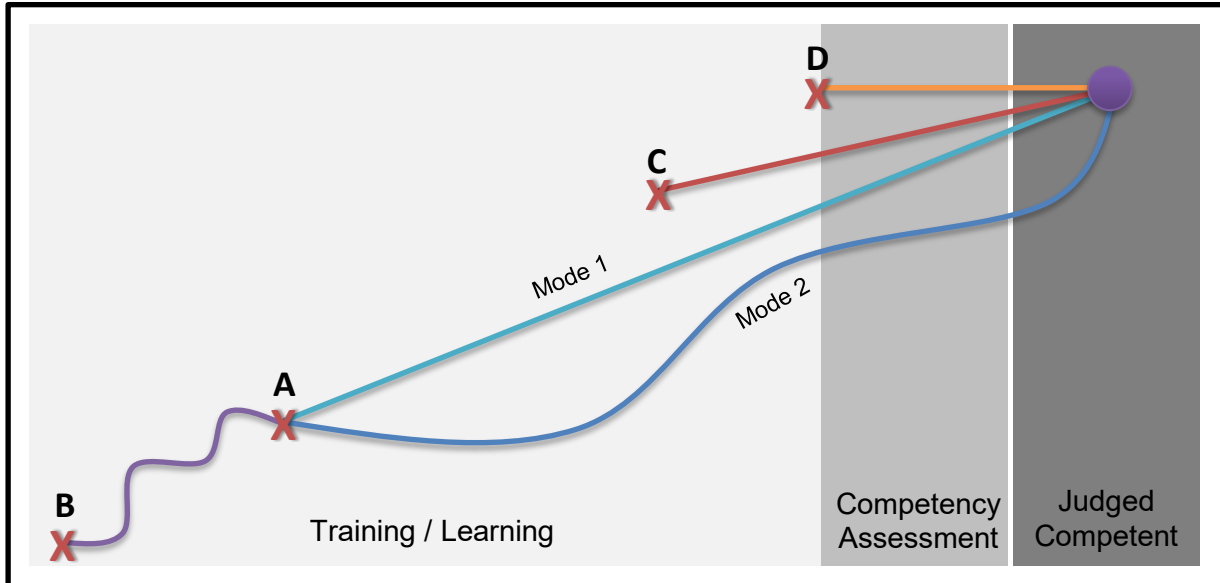 D
C
Mode 1
Mode 2
A
B
Training / Learning
Competency
Assessment
Judged
Competent